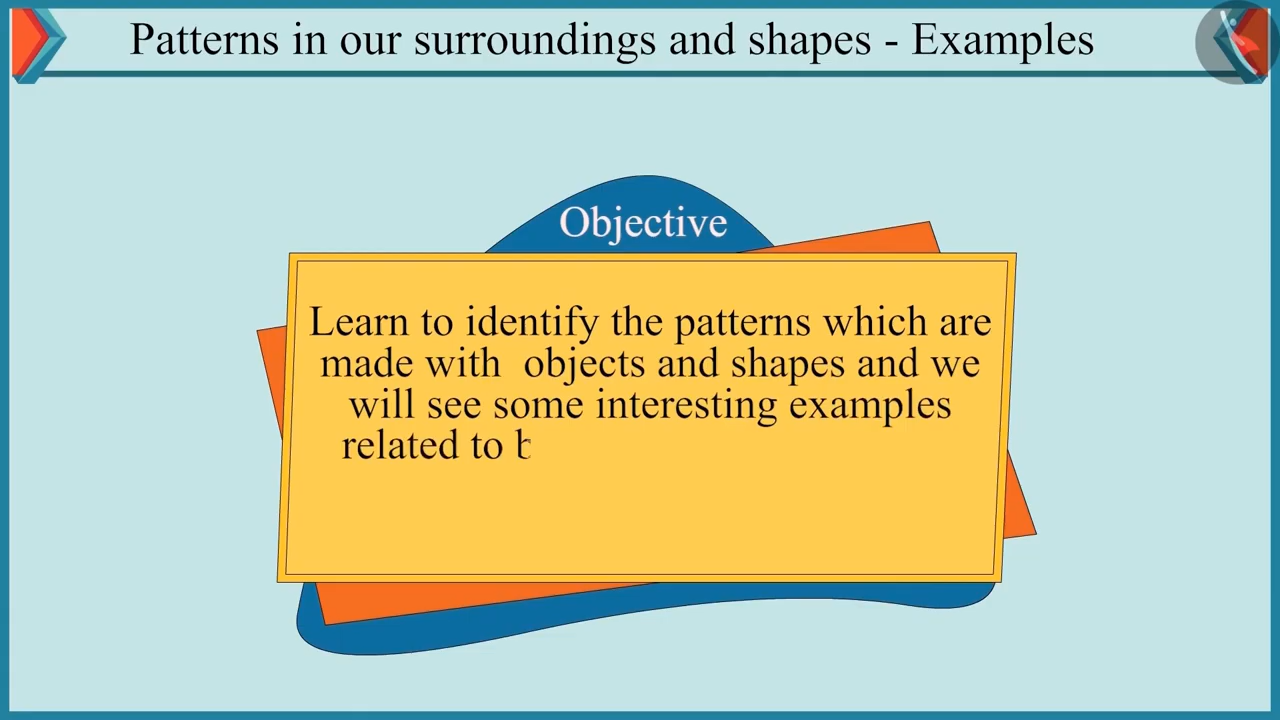 Patterns in our surroundings and shapes - Examples
Objective
Learn to identify the patterns which are
made with objects and shapes and we
will see some interesting examples
related to